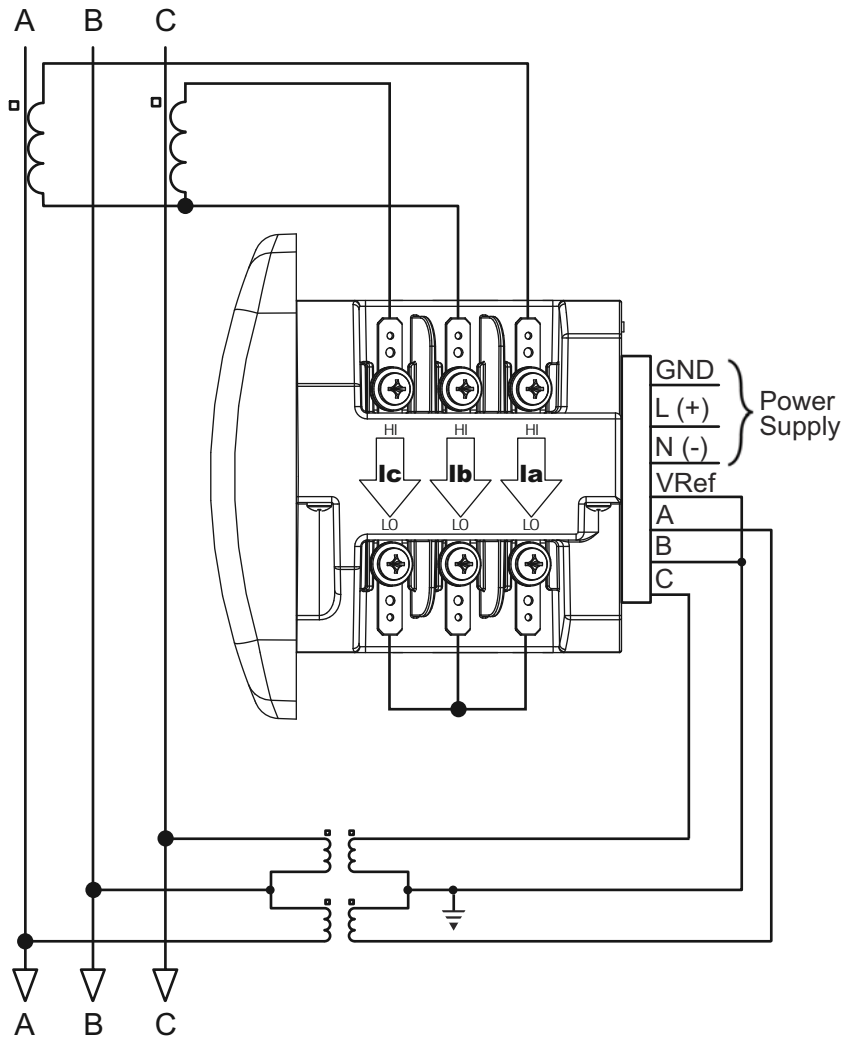 A B C
GND
L (+)
N (-)
Power
Supply
VRef
A
B
C
HI HI HI
Ic Ib Ia
LO LO LO
A B C